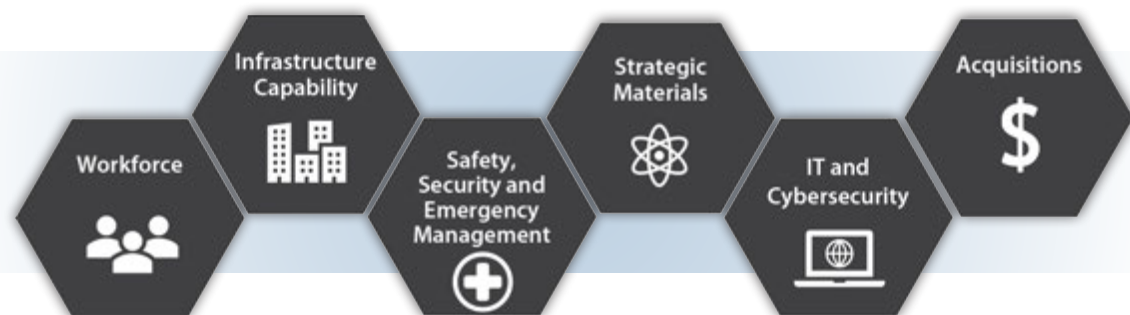 Workforce
Infrastructure
Capability
Safety,
Security and
Emergency
Management
Strategic
Materials
IT and
Cybersecurity
Acquisitions
$